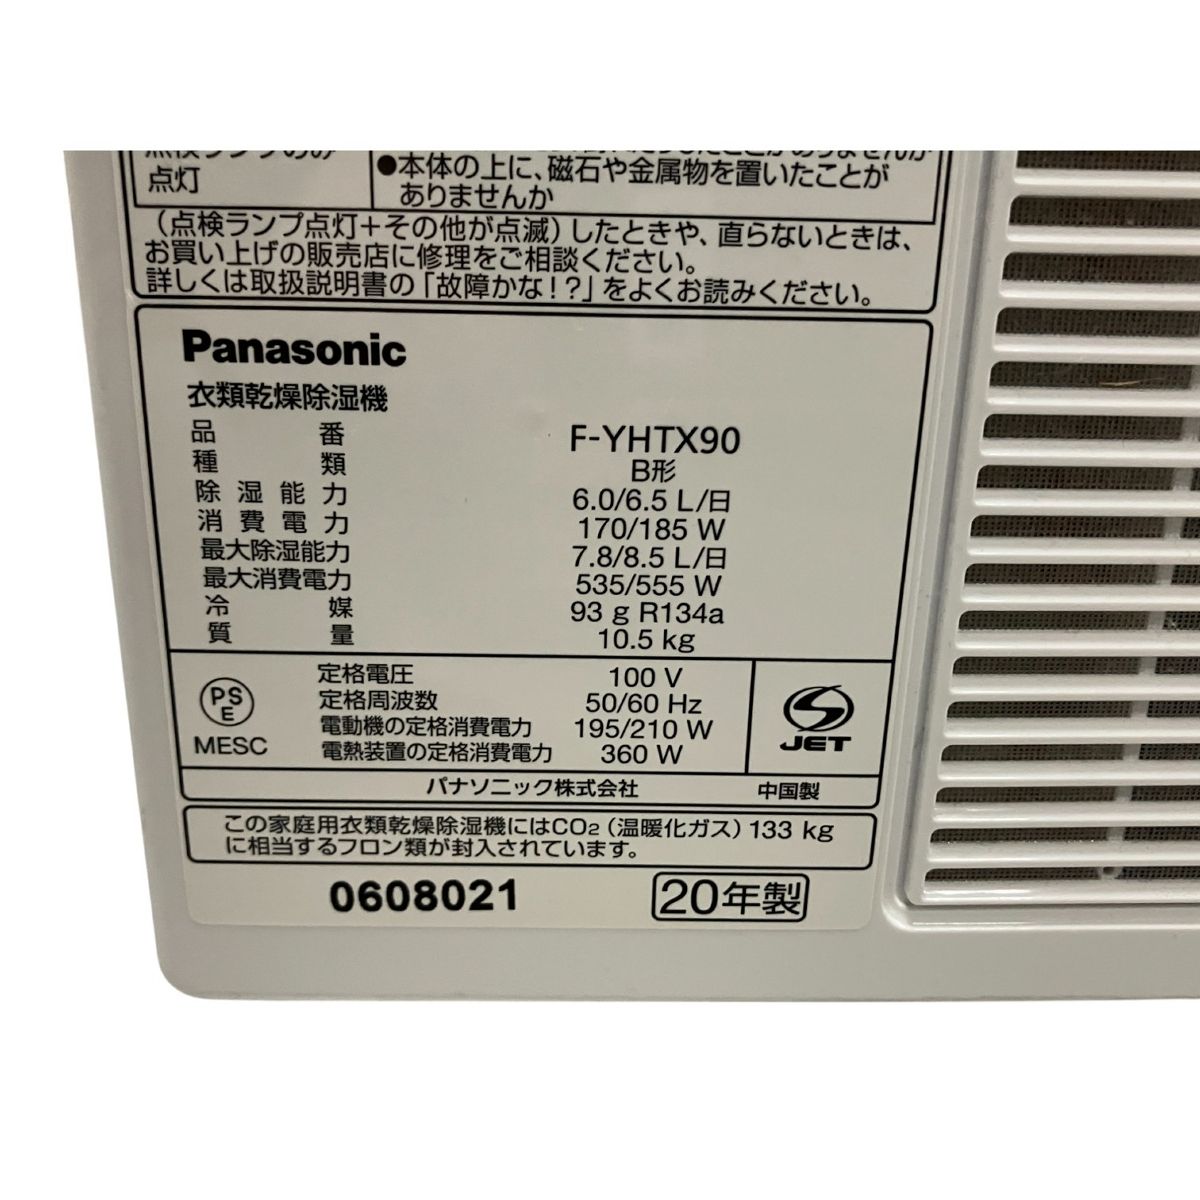 点検ランプのみ
点灯
●本体の上に、磁石や金属物を置いたことが
ありませんか
（点検ランプ点灯＋その他が点滅）したときや、直らないときは、
お買い上げの販売店に修理をご相談ください。
詳しくは取扱説明書の「故障かな！？」をよくお読みください。
Panasonic
衣類乾燥除湿機
品番 F-YHTX90
種類 B形
除湿能力 6.0/6.5 L/日
消費電力 170/185 W
最大除湿能力 7.8/8.5 L/日
最大消費電力 535/555 W
冷媒 93 g R134a
質量 10.5 kg
PSE
MESC
定格電圧 100 V
定格周波数 50/60 Hz
電動機の定格消費電力 195/210 W
電熱装置の定格消費電力 360 W
JET
パナソニック株式会社 中国製
この家庭用衣類乾燥除湿機にはCO₂（温暖化ガス）133 kg
に相当するフロン類が封入されています。
0608021 20年製